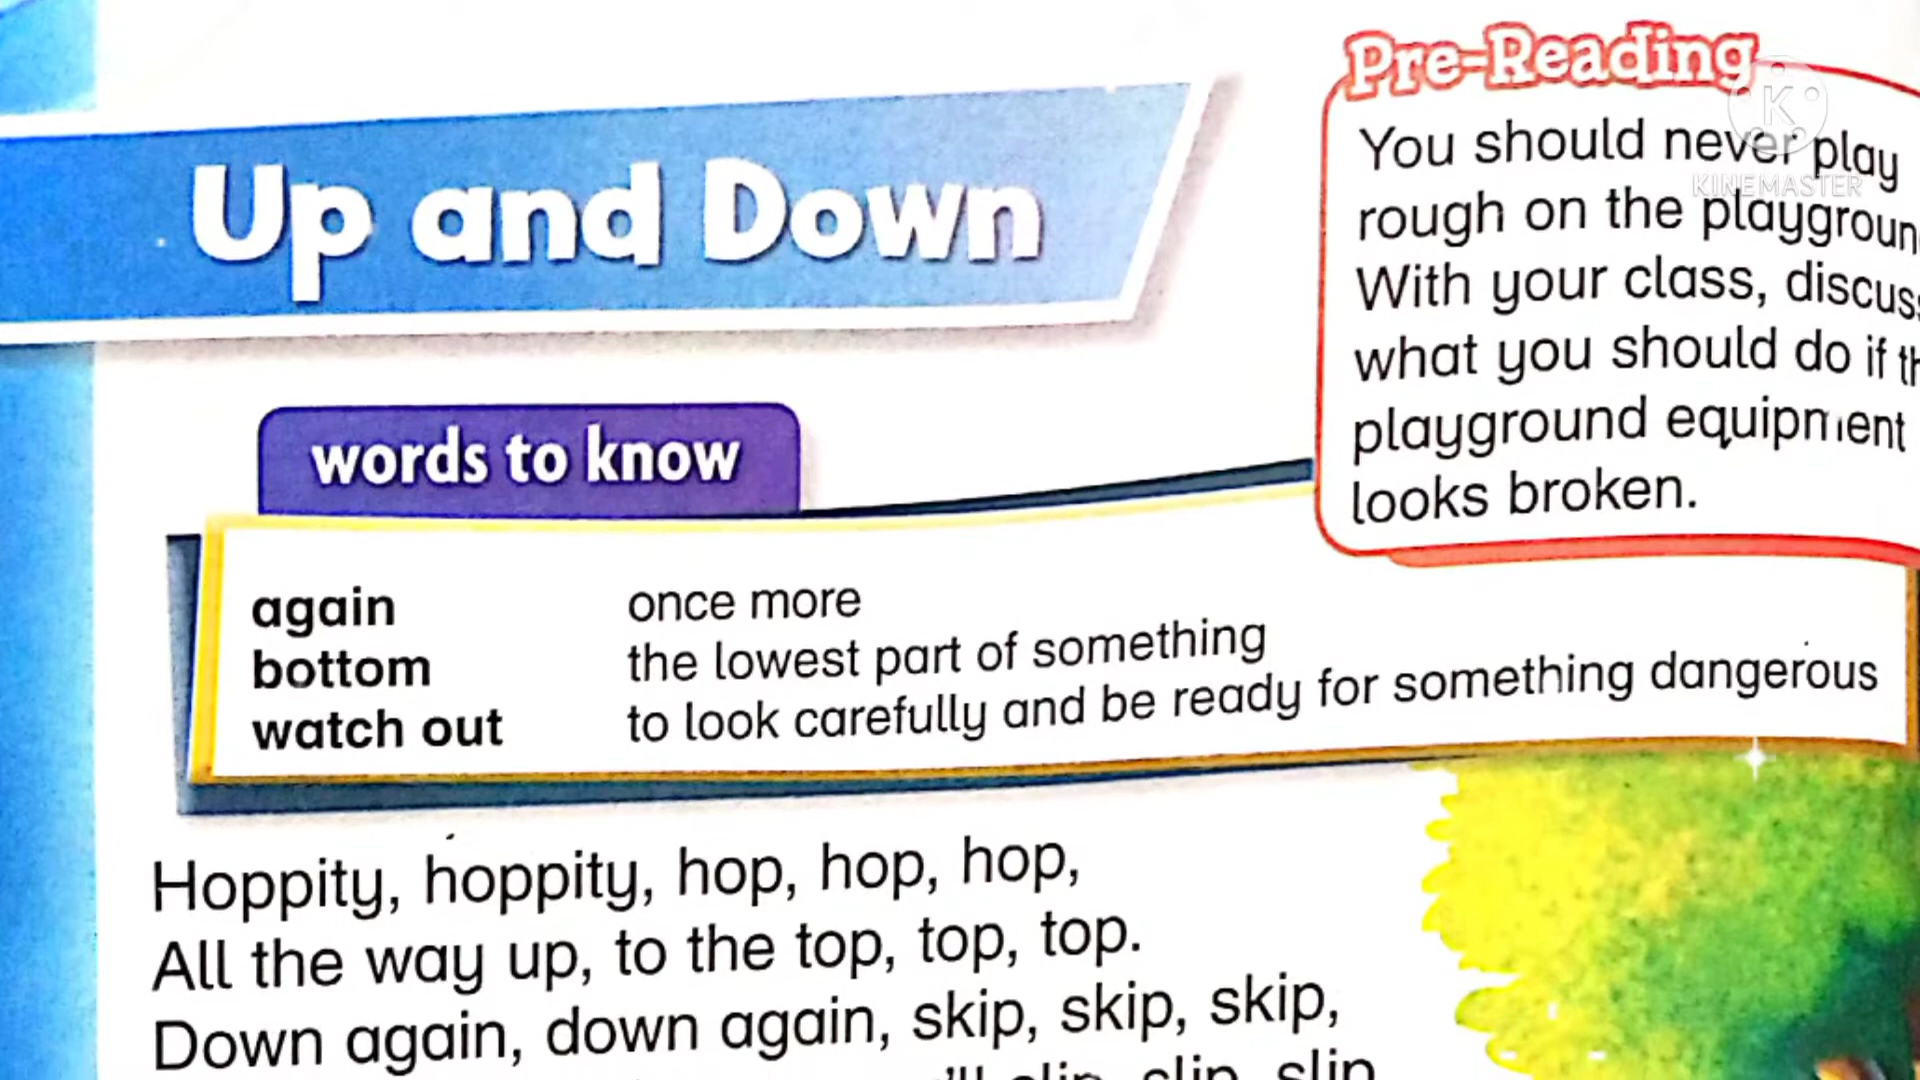 Up and Down
Pre-Reading
You should never play
rough on the
With your class,
what you should do if
playground equipment
looks broken.
KINEMASTER
words to know
again once more
bottom the lowest part of something
watch out to look carefully and be ready for something dangerous
Hoppity, hoppity, hop, hop, hop,
All the way up, to the top, top, top.
Down again, down again, skip, skip, skip,
slip, slip, slip